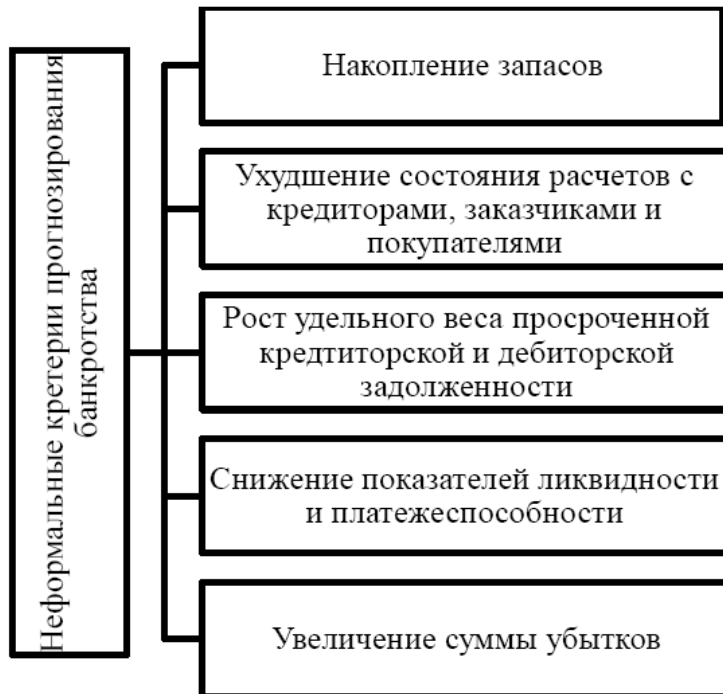 Неформальные кретерии прогнозирования
банкротства
Накопление запасов
Ухудшение состояния расчетов с
кредиторами, заказчиками и
покупателями
Рост удельного веса просроченной
кредтиторской и дебиторской
задолженности
Снижение показателей ликвидности
и платежеспособности
Увеличение суммы убытков